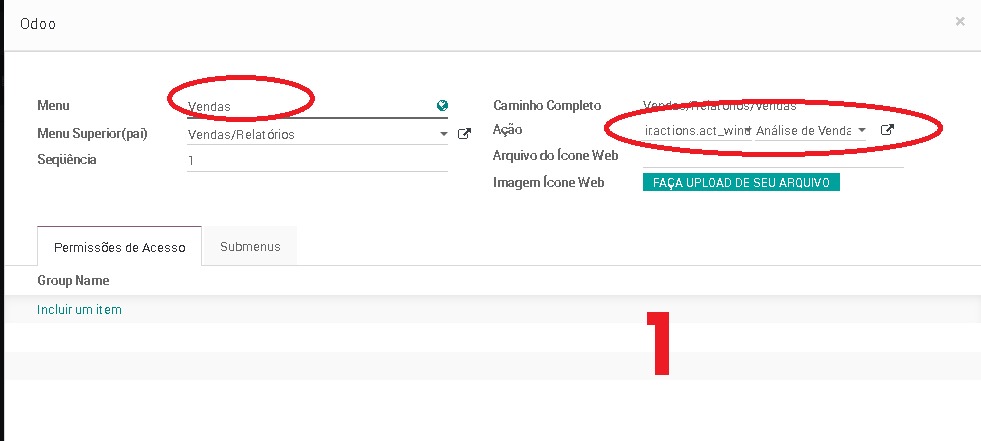 Odoo ×
Menu Vendas Caminho Completo Vendas/Relatórios/Vendas
Menu Superior(pai) Vendas/Relatórios Ação ir.actions.act_wind Análise de Venda
Seqüência 1 Arquivo do Ícone Web
Imagem Ícone Web FAÇA UPLOAD DE SEU ARQUIVO
Permissões de Acesso Submenus
Group Name
Incluir um item
1